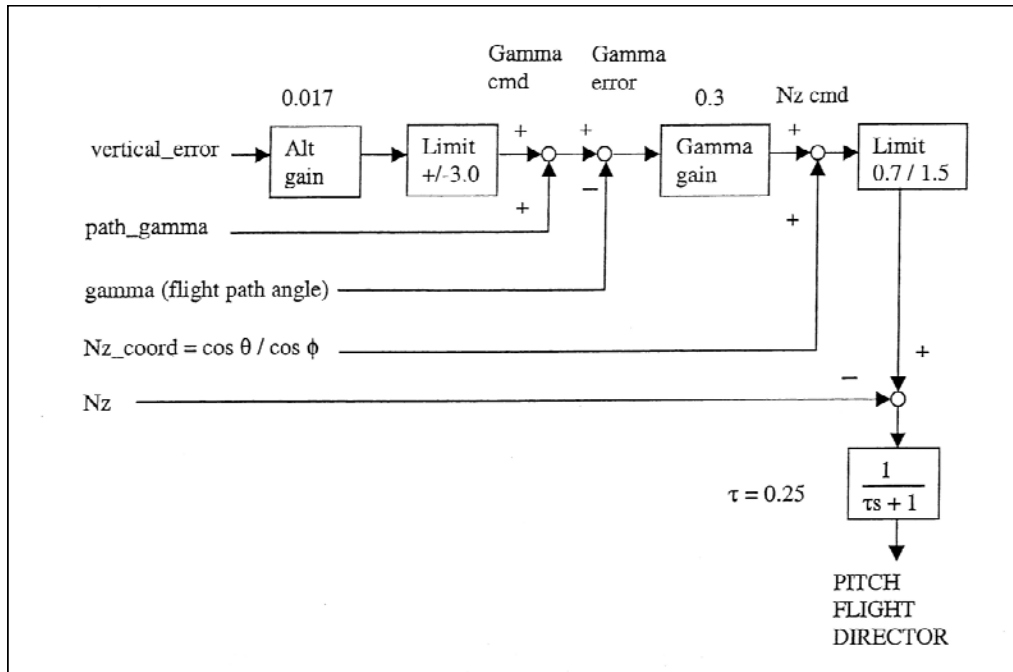 Gamma
cmd
Gamma
error
0.017
0.3
Nz cmd
vertical_error
Alt
gain
Limit
+/-3.0
+
+
Gamma
gain
+
Limit
0.7 / 1.5
+
−
+
path_gamma
gamma (flight path angle)
Nz_coord = cos θ / cos ϕ
+
Nz
−
τ = 0.25
1
τs + 1
PITCH
FLIGHT
DIRECTOR